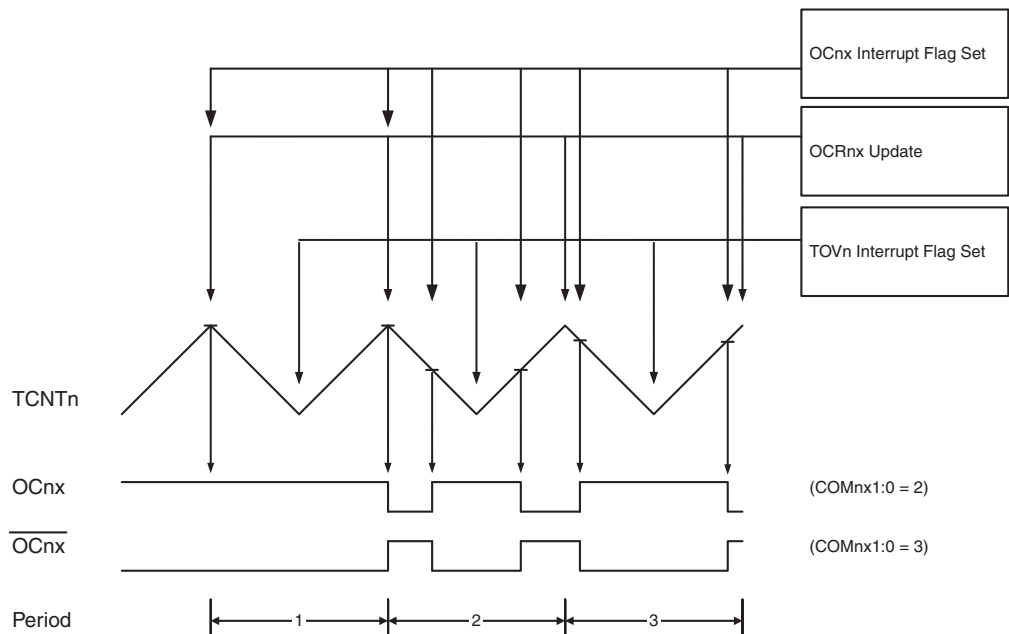 OCnx Interrupt Flag Set
OCRnx Update
TOVn Interrupt Flag Set
TCNTn
OCnx
(COMnx1:0 = 2)
OCnx
(COMnx1:0 = 3)
Period
1
2
3